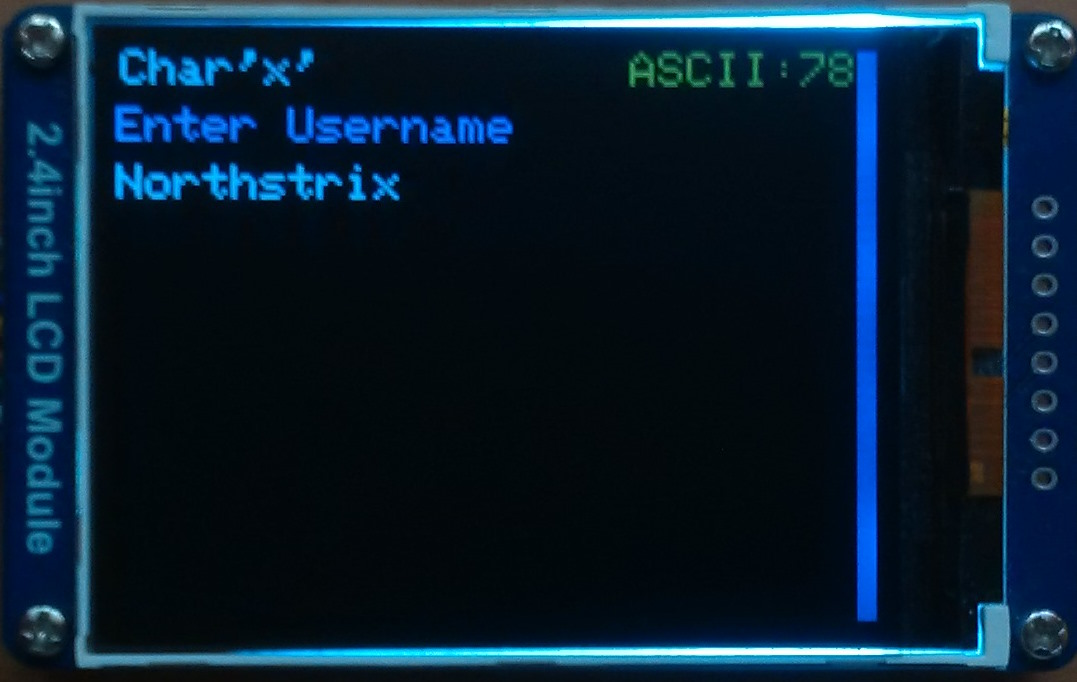 Char'x' ASCII:78
Enter Username
Northstrix
2.4inch LCD Module